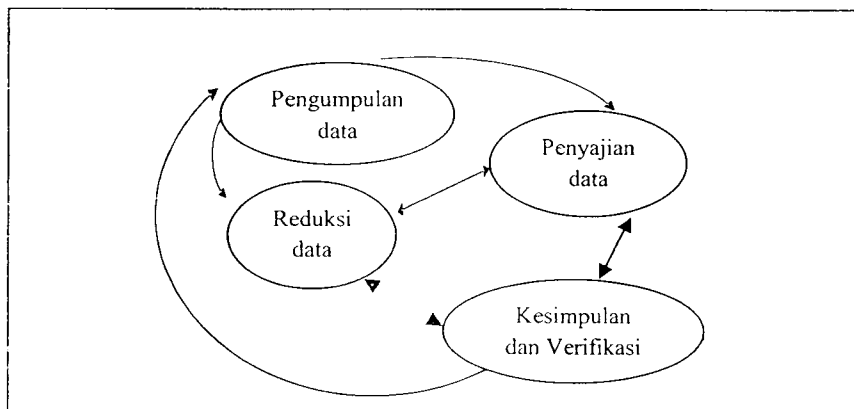 Pengumpulan
data
Penyajian
data
Reduksi
data
Kesimpulan
dan Verifikasi